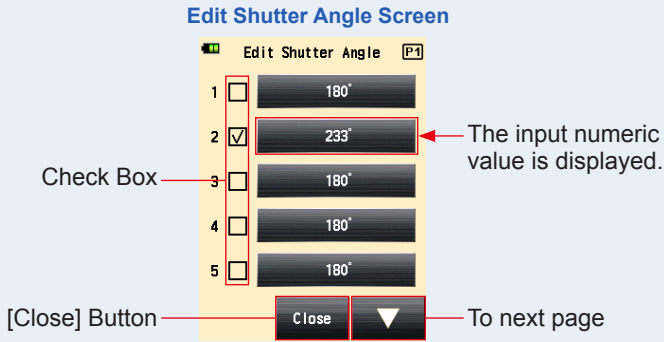 Edit Shutter Angle Screen
Edit Shutter Angle P1
1 180°
2 233°
The input numeric
value is displayed.
Check Box
3 180°
4 180°
5 180°
[Close] Button
Close
To next page